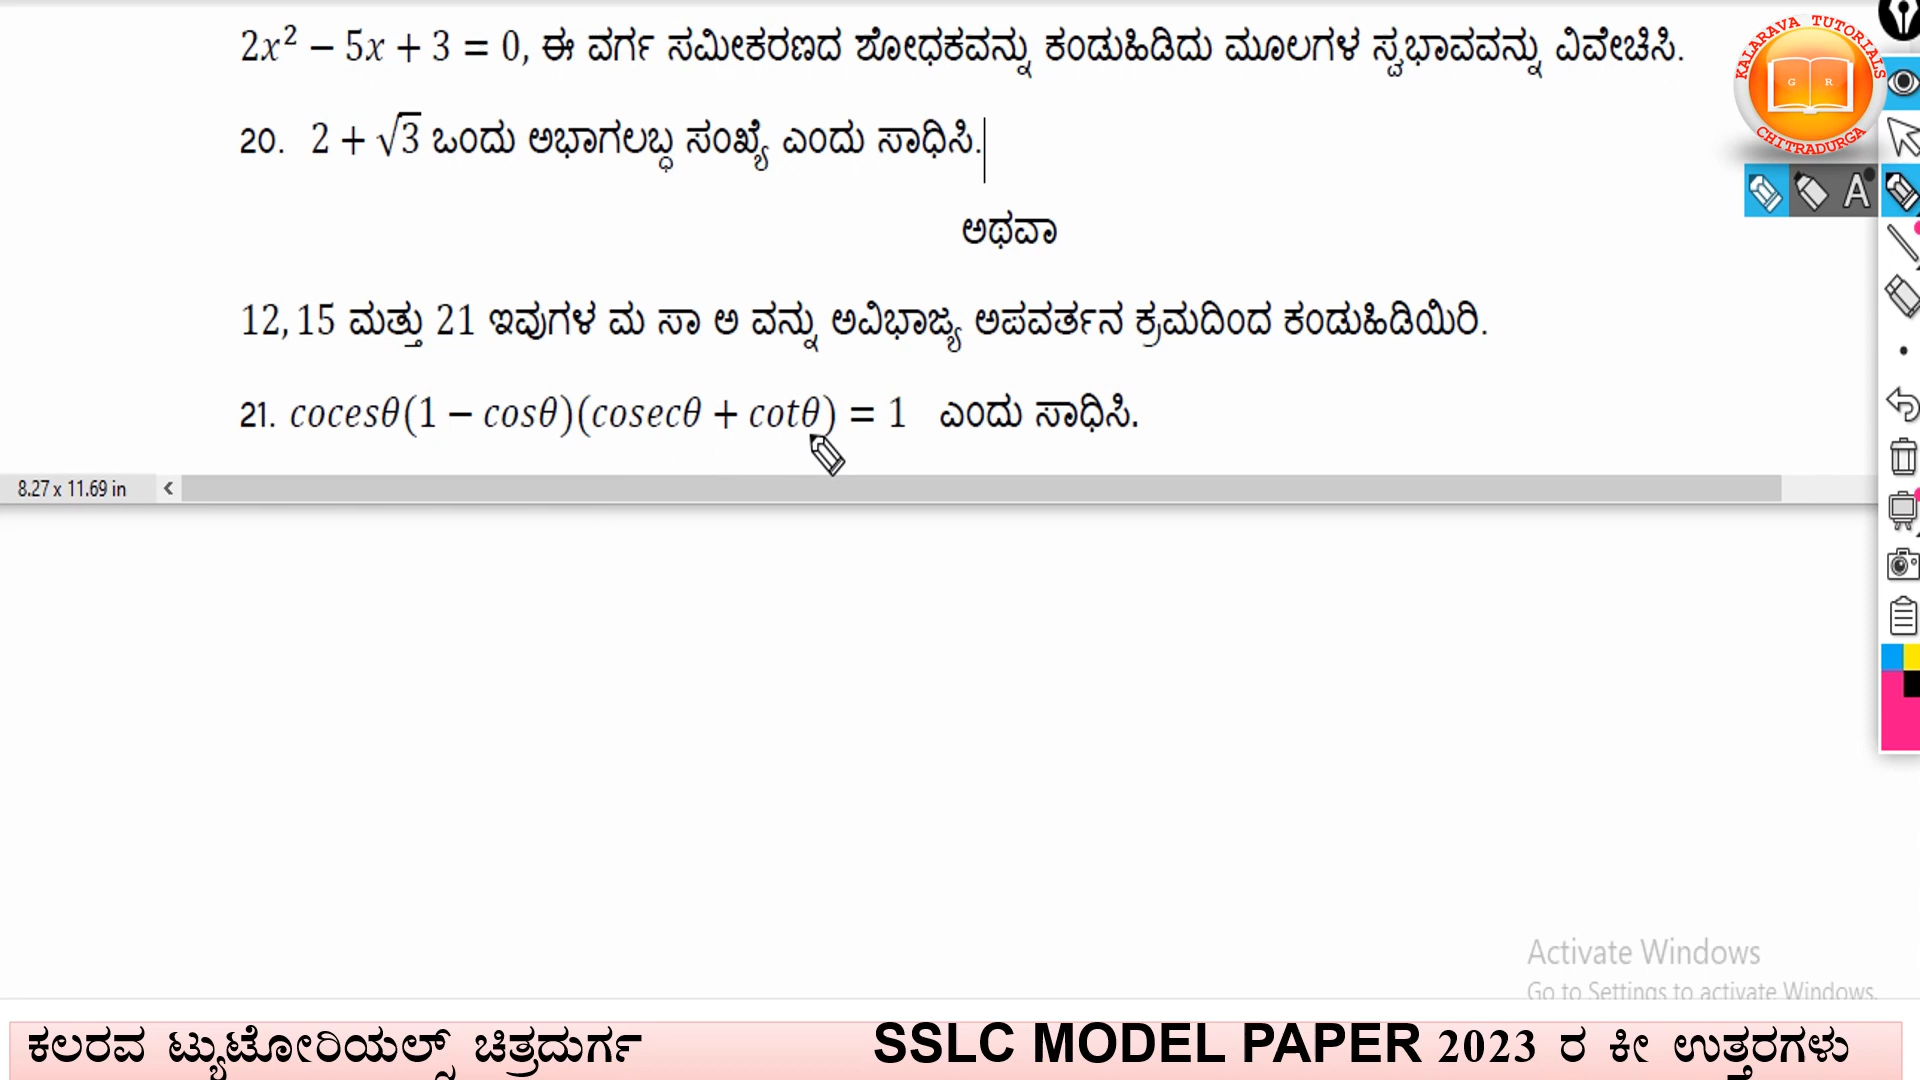 2x² − 5x + 3 = 0, ಈ ವರ್ಗ ಸಮೀಕರಣದ ಶೋಧಕವನ್ನು ಕಂಡುಹಿಡಿದು ಮೂಲಗಳ ಸ್ವಭಾವವನ್ನು ವಿವೇಚಿಸಿ.
KALARAVA TUTORIALS
G R
CHITRADURGA
20. 2 + √3 ಒಂದು ಅಭಾಗಲಬ್ಧ ಸಂಖ್ಯೆ ಎಂದು ಸಾಧಿಸಿ.
A
ಅಥವಾ
12, 15 ಮತ್ತು 21 ಇವುಗಳ ಮ ಸಾ ಅ ವನ್ನು ಅವಿಭಾಜ್ಯ ಅಪವರ್ತನ ಕ್ರಮದಿಂದ ಕಂಡುಹಿಡಿಯಿರಿ.
21. cocesθ(1 − cosθ)(cosecθ + cotθ) = 1 ಎಂದು ಸಾಧಿಸಿ.
8.27 x 11.69 in
Activate Windows
Go to Settings to activate Windows.
ಕಲರವ ಟ್ಯುಟೋರಿಯಲ್ಸ್ ಚಿತ್ರದುರ್ಗ SSLC MODEL PAPER 2023 ರ ಕೀ ಉತ್ತರಗಳು